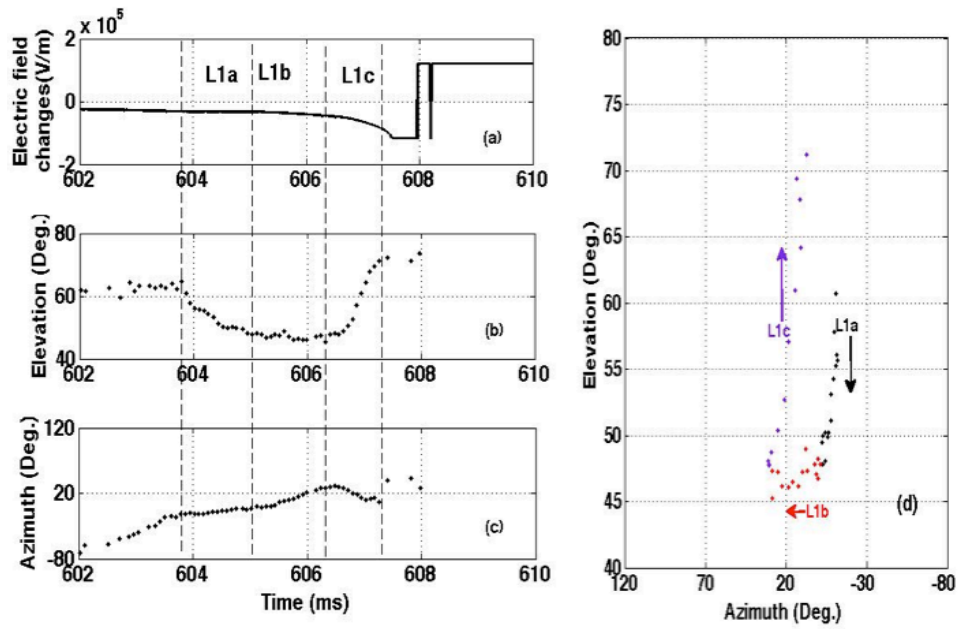 x 10⁵
Electric field
changes(V/m)
2
0
-2
L1a
L1b
L1c
(a)
602
604
606
608
610
Elevation (Deg.)
80
60
40
(b)
602
604
606
608
610
Azimuth (Deg.)
120
20
-80
(c)
602
604
606
608
610
Time (ms)
Elevation (Deg.)
80
75
70
65
60
55
50
45
40
L1c
L1a
L1b
(d)
120
70
20
-30
-80
Azimuth (Deg.)